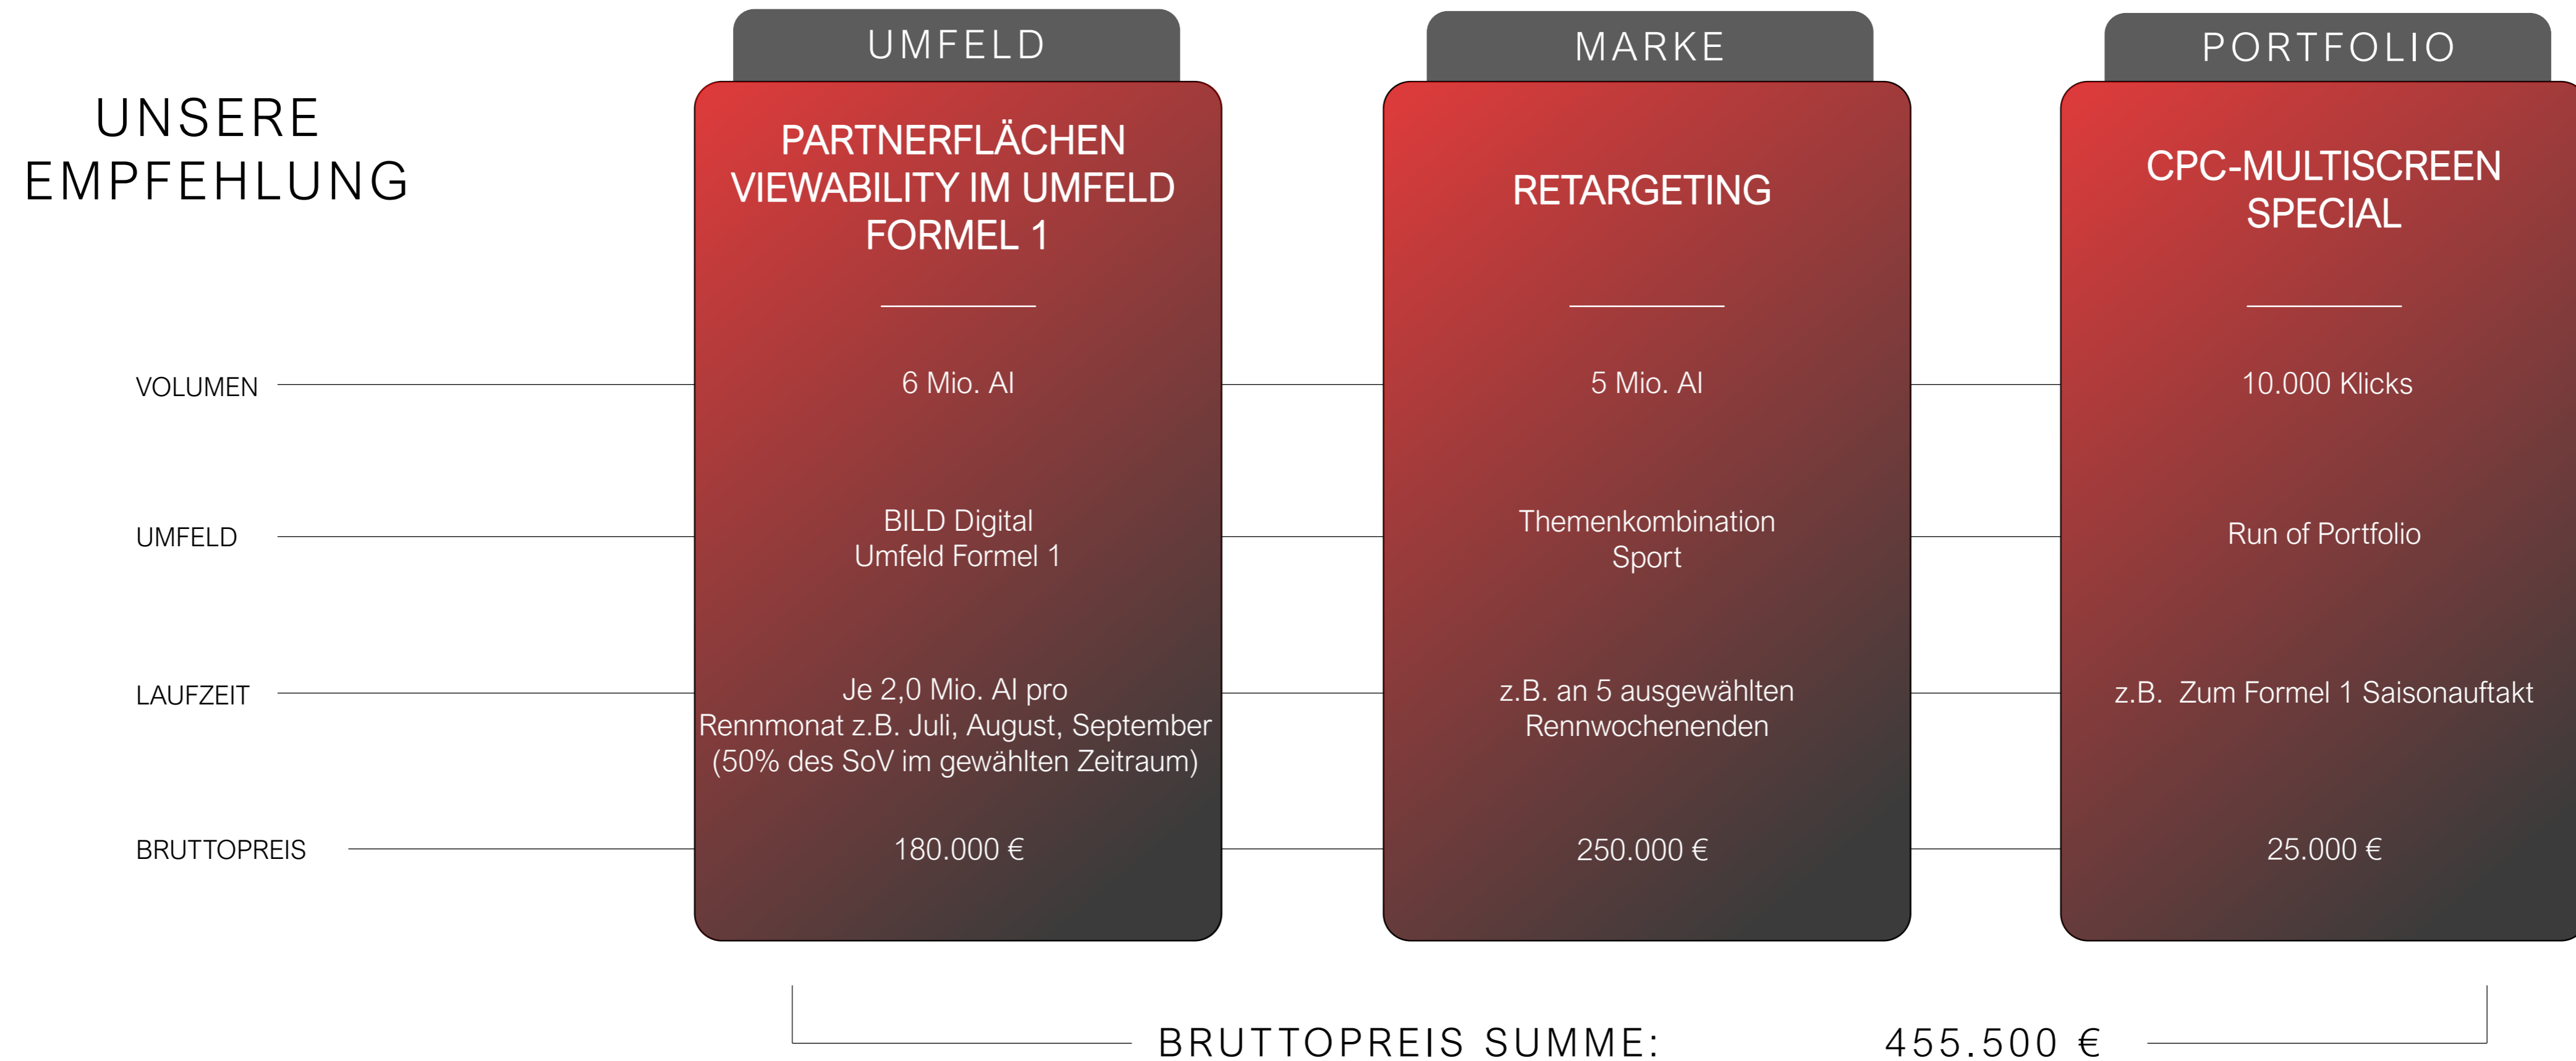 UNSERE
EMPFEHLUNG
UMFELD
MARKE
PORTFOLIO
PARTNERFLÄCHEN
VIEWABILITY IM UMFELD
FORMEL 1
RETARGETING
CPC-MULTISCREEN
SPECIAL
VOLUMEN
6 Mio. AI
5 Mio. AI
10.000 Klicks
UMFELD
BILD Digital
Umfeld Formel 1
Themenkombination
Sport
Run of Portfolio
LAUFZEIT
Je 2,0 Mio. AI pro
Rennmonat z.B. Juli, August, September
(50% des SoV im gewählten Zeitraum)
z.B. an 5 ausgewählten
Rennwochenenden
z.B. Zum Formel 1 Saisonauftakt
BRUTTOPREIS
180.000 €
250.000 €
25.000 €
BRUTTOPREIS SUMME: 455.500 €